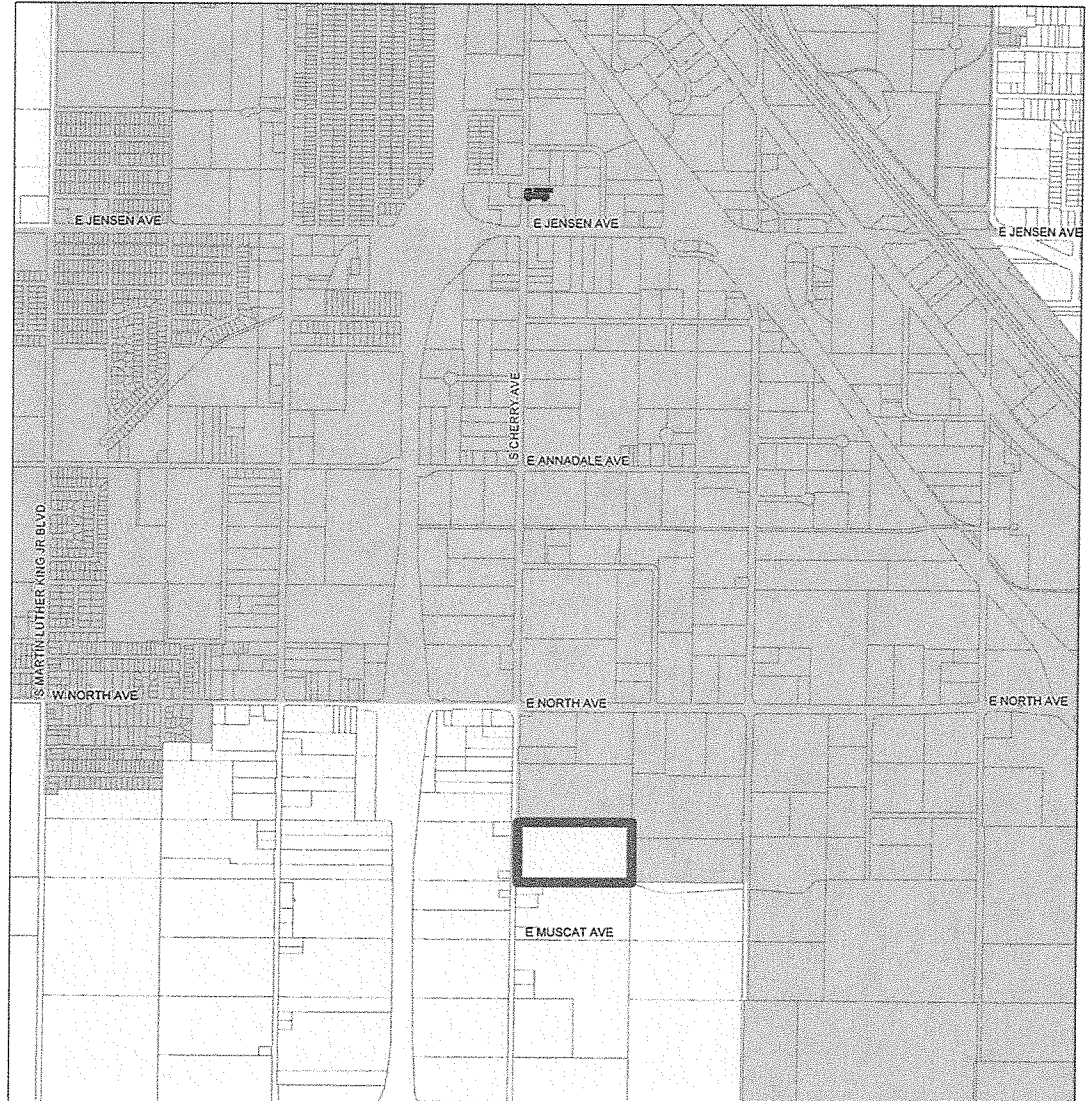 E JENSEN AVE
E JENSEN AVE
E JENSEN AVE
S CHERRY AVE
E ANNADALE AVE
S MARTIN LUTHER KING JR BLVD
W NORTH AVE
E NORTH AVE
E NORTH AVE
E MUSCAT AVE